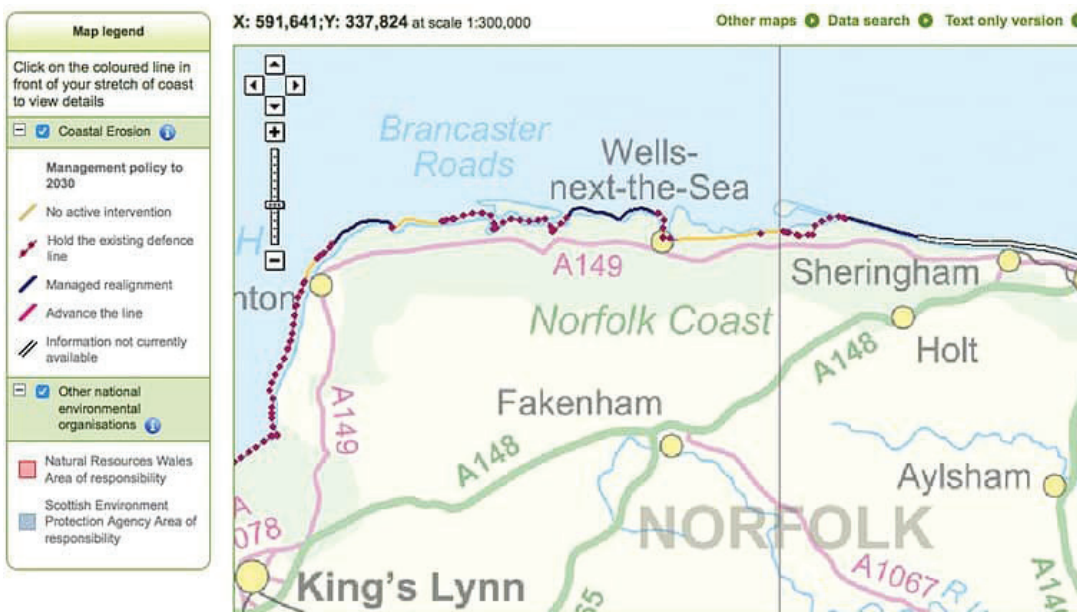 Map legend
Click on the coloured line in
front of your stretch of coast
to view details
Coastal Erosion
Management policy to
2030
No active intervention
Hold the existing defence
line
Managed realignment
Advance the line
Information not currently
available
Other national
environmental
organisations
Natural Resources Wales
Area of responsibility
Scottish Environment
Protection Agency Area of
responsibility
X: 591,641;Y: 337,824 at scale 1:300,000
Other maps
Data search
Text only version
Brancaster
Roads
Wells-
next-the-Sea
H
A149
Sheringham
nton
Norfolk Coast
A148
Holt
A149
Fakenham
A148
Aylsham
A
078
NORFOLK
King's Lynn
65
A1067
R
A140